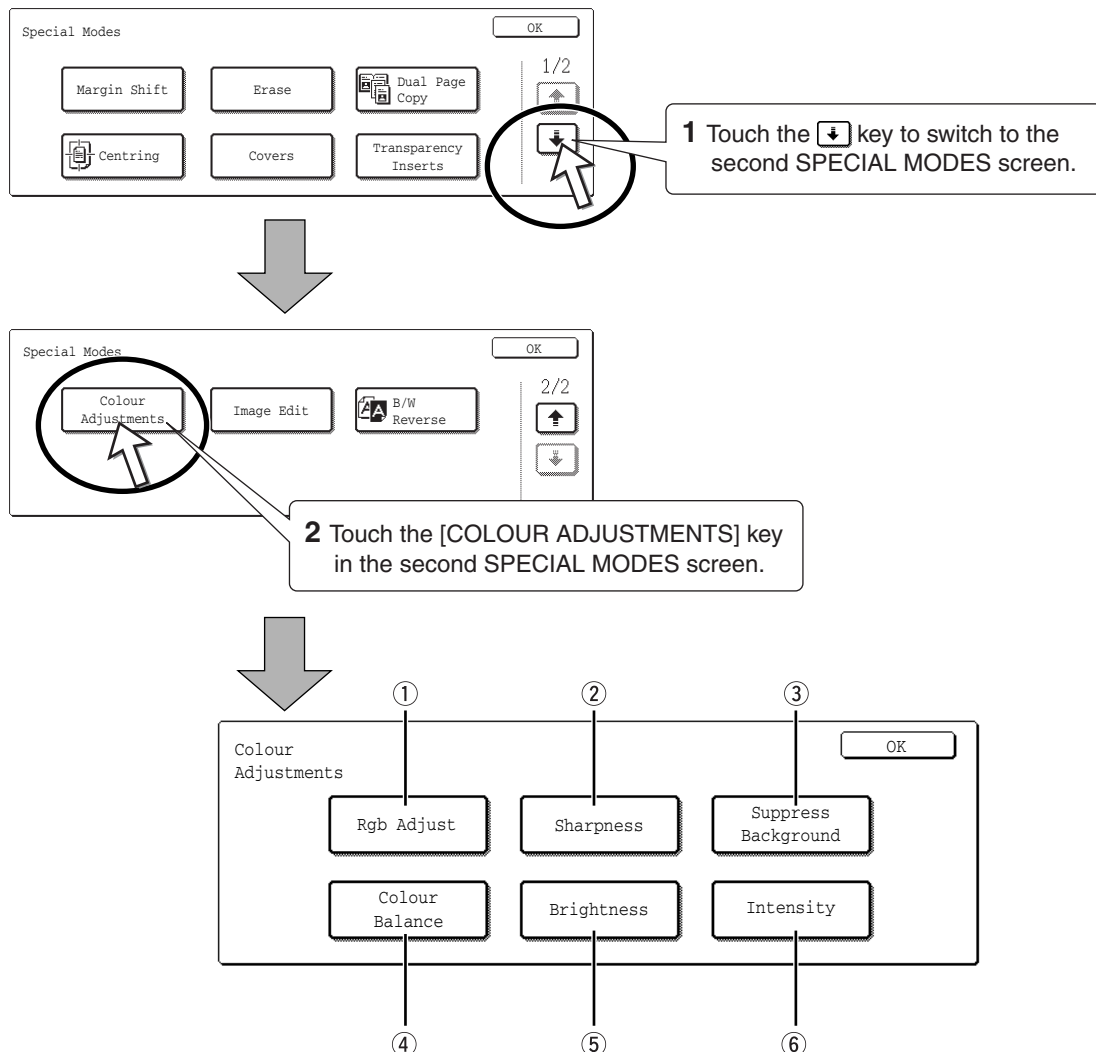 Special Modes
OK
Margin Shift
Erase
Dual Page
Copy
1/2
Centring
Covers
Transparency
Inserts
1 Touch the key to switch to the
second SPECIAL MODES screen.
Special Modes
OK
Colour
Adjustments
Image Edit
B/W
Reverse
2/2
2 Touch the [COLOUR ADJUSTMENTS] key
in the second SPECIAL MODES screen.
① ② ③
Colour
Adjustments
OK
Rgb Adjust
Sharpness
Suppress
Background
Colour
Balance
Brightness
Intensity
④ ⑤ ⑥